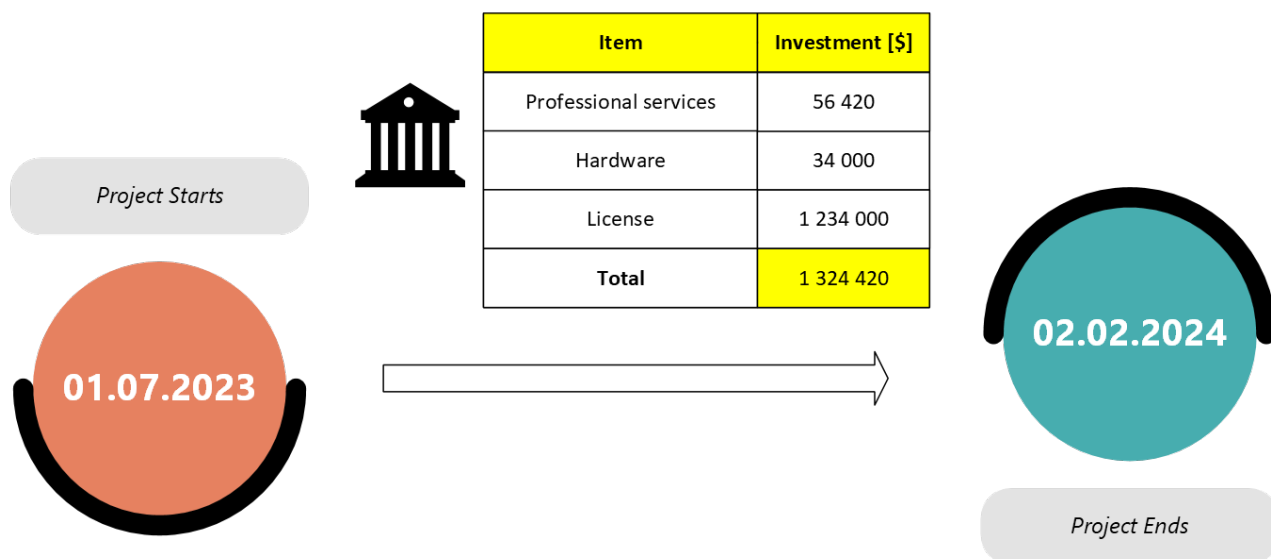 Item Investment [$]
Professional services 56 420
Hardware 34 000
License 1 234 000
Total 1 324 420
Project Starts
01.07.2023
02.02.2024
Project Ends